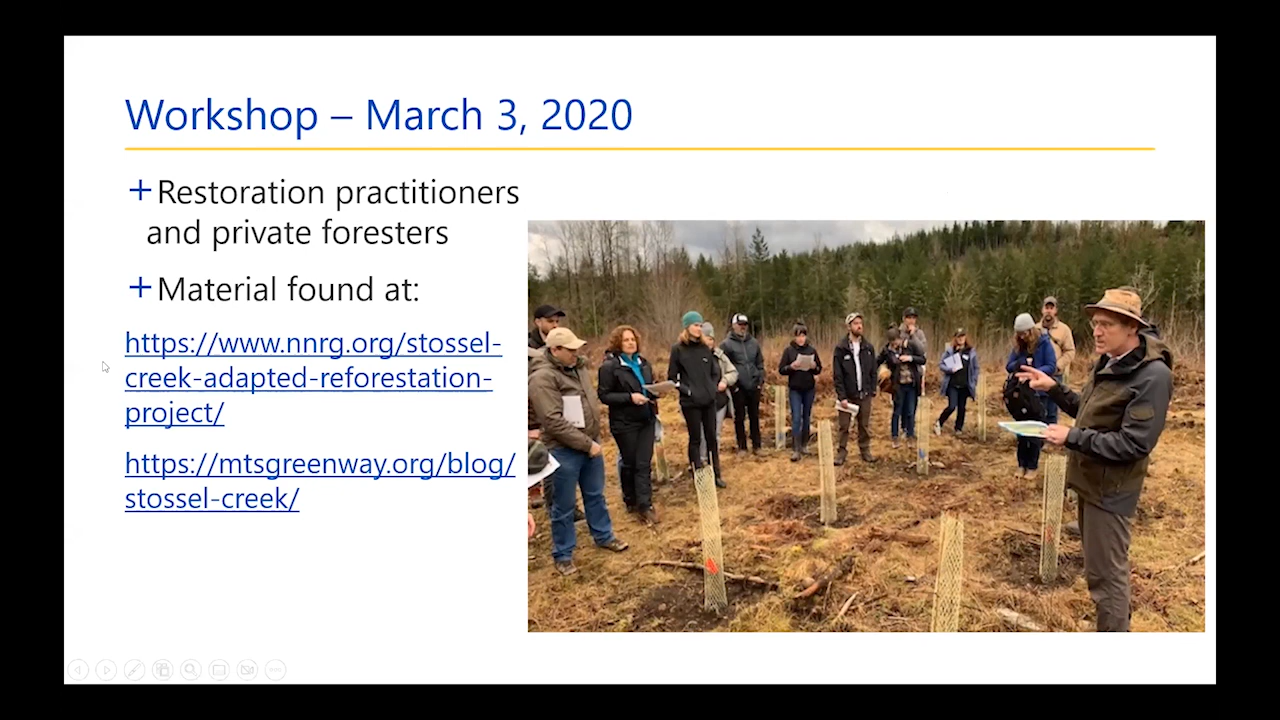 Workshop – March 3, 2020
+Restoration practitioners
and private foresters
+Material found at:
https://www.nnrg.org/stossel-
creek-adapted-reforestation-
project/
https://mtsgreenway.org/blog/
stossel-creek/